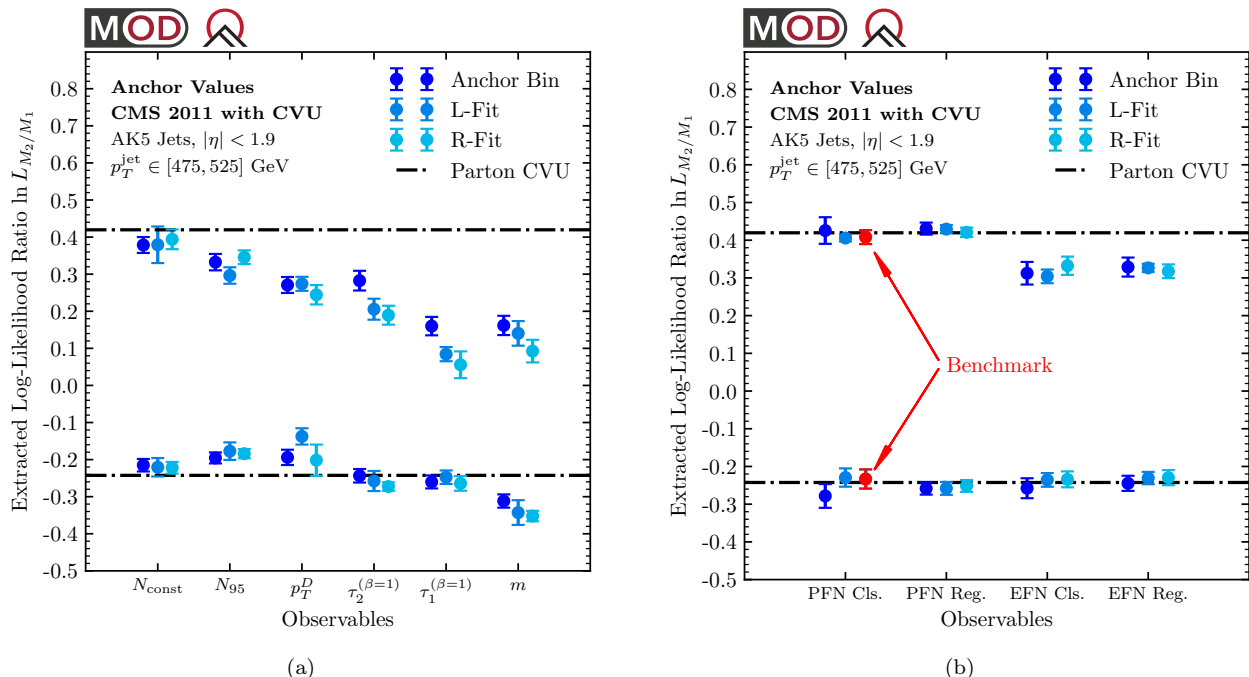 MOD
Anchor Values
CMS 2011 with CVU
AK5 Jets, |η| < 1.9
p_T^jet ∈ [475, 525] GeV
Anchor Bin
L-Fit
R-Fit
Parton CVU
Extracted Log-Likelihood Ratio ln L_{M_2/M_1}
0.8
0.7
0.6
0.5
0.4
0.3
0.2
0.1
0.0
-0.1
-0.2
-0.3
-0.4
-0.5
N_const N_95 p_T^D τ_2^(β=1) τ_1^(β=1) m
Observables
(a)
MOD
Anchor Values
CMS 2011 with CVU
AK5 Jets, |η| < 1.9
p_T^jet ∈ [475, 525] GeV
Anchor Bin
L-Fit
R-Fit
Parton CVU
Extracted Log-Likelihood Ratio ln L_{M_2/M_1}
0.8
0.7
0.6
0.5
0.4
0.3
0.2
0.1
0.0
-0.1
-0.2
-0.3
-0.4
-0.5
Benchmark
PFN Cls. PFN Reg. EFN Cls. EFN Reg.
Observables
(b)